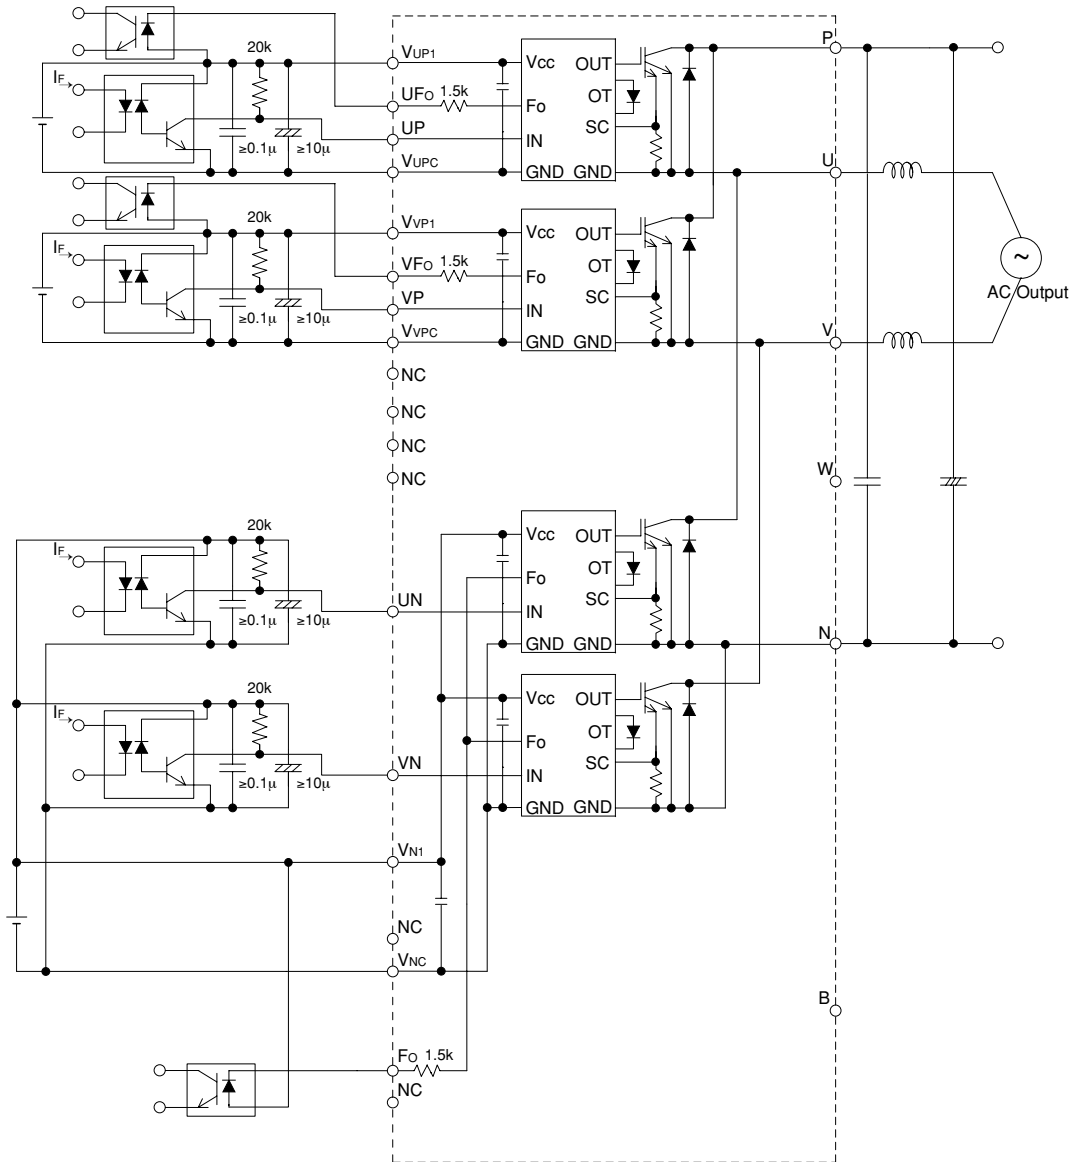 20k
IF
≥0.1μ
≥10μ
VUP1
UFO 1.5k
UP
VUPC
Vcc
Fo
IN
GND
OUT
OT
SC
GND
P
U
20k
IF
≥0.1μ
≥10μ
VVP1
VFO 1.5k
VP
VVPC
Vcc
Fo
IN
GND
OUT
OT
SC
GND
~
AC Output
V
NC
NC
NC
NC
W
20k
IF
≥0.1μ
≥10μ
UN
Vcc
Fo
IN
GND
OUT
OT
SC
GND
N
20k
IF
≥0.1μ
≥10μ
VN
Vcc
Fo
IN
GND
OUT
OT
SC
GND
VN1
NC
VNC
B
FO 1.5k
NC